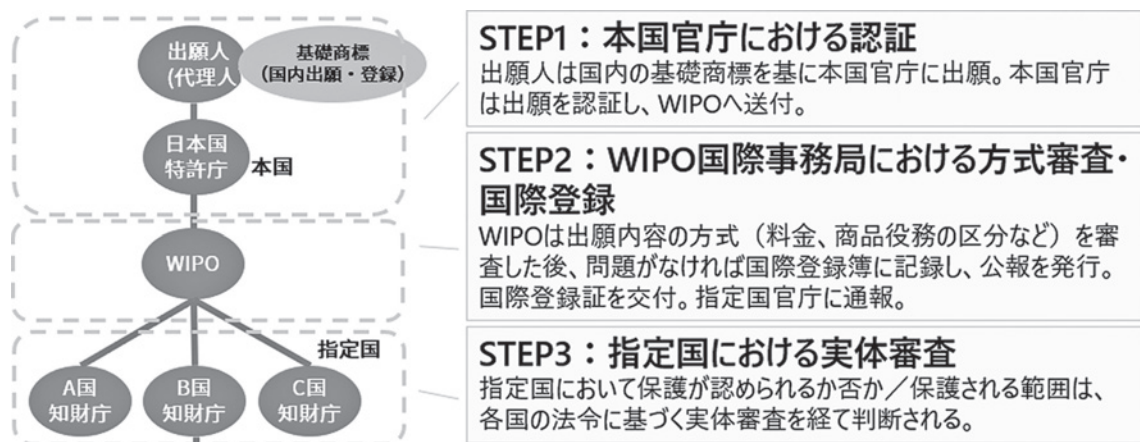 出願人
(代理人
基礎商標
（国内出願・登録）
日本国
特許庁
本国
WIPO
指定国
A国
知財庁
B国
知財庁
C国
知財庁
STEP1：本国官庁における認証
出願人は国内の基礎商標を基に本国官庁に出願。本国官庁
は出願を認証し、WIPOへ送付。
STEP2：WIPO国際事務局における方式審査・
国際登録
WIPOは出願内容の方式（料金、商品役務の区分など）を審
査した後、問題がなければ国際登録簿に記録し、公報を発行。
国際登録証を交付。指定国官庁に通報。
STEP3：指定国における実体審査
指定国において保護が認められるか否か／保護される範囲は、
各国の法令に基づく実体審査を経て判断される。